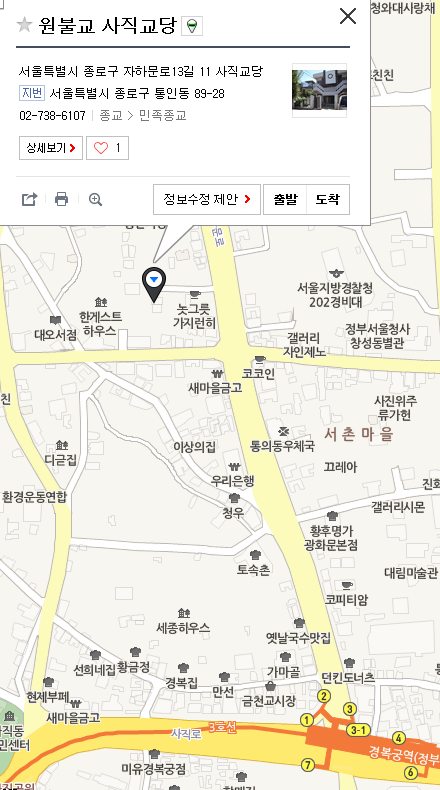 청와대사랑채
원불교 사직교당
서울특별시 종로구 자하문로13길 11 사직교당
지번 서울특별시 종로구 통인동 89-28
02-738-6107 | 종교 > 민족종교
상세보기
1
정보수정 제안
출발
도착
서울지방경찰청
202경비대
한게스트
하우스
놋그릇
가지런히
대오서점
갤러리
자인제노
정부서울청사
창성동별관
코코인
새마을금고
사진위주
류가헌
서촌마을
이상의집
통의동우체국
디귿집
끄레아
우리은행
환경운동연합
청우
갤러리시몬
황후명가
광화문본점
토속촌
대림미술관
코피티암
세종하우스
옛날국수맛집
선희네집
황금정
가마골
경복집
만선
던킨도너츠
현제부페
금천교시장
새마을금고
2
3
1
3-1
4
3호선
사직로
경복궁역(정부
7
6
미유경복궁점